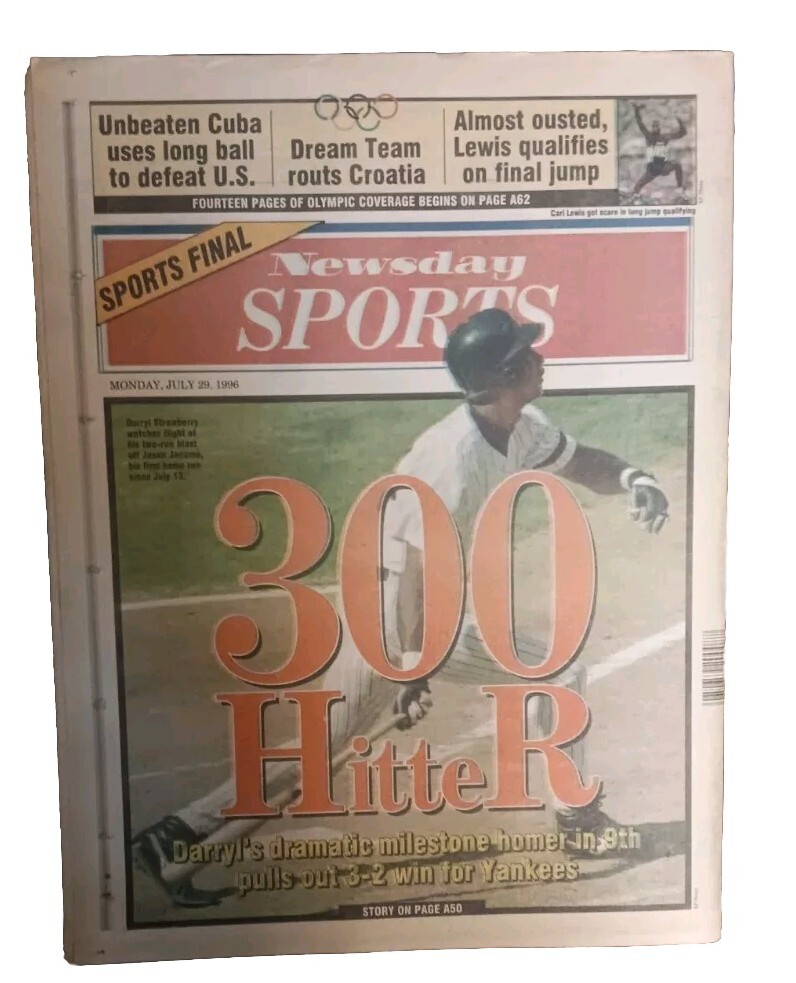 Unbeaten Cuba
uses long ball
to defeat U.S.
Dream Team
routs Croatia
Almost ousted,
Lewis qualifies
on final jump
FOURTEEN PAGES OF OLYMPIC COVERAGE BEGINS ON PAGE A62
Carl Lewis got scare in long jump qualifying
SPORTS FINAL
Newsday
SPORTS
MONDAY, JULY 29, 1996
Darryl Strawberry
watches flight of
his two-run blast
off Jason Jacome,
his first home run
since July 13.
300
HitteR
Darryl's dramatic milestone homer in 9th
pulls out 3-2 win for Yankees
STORY ON PAGE A50